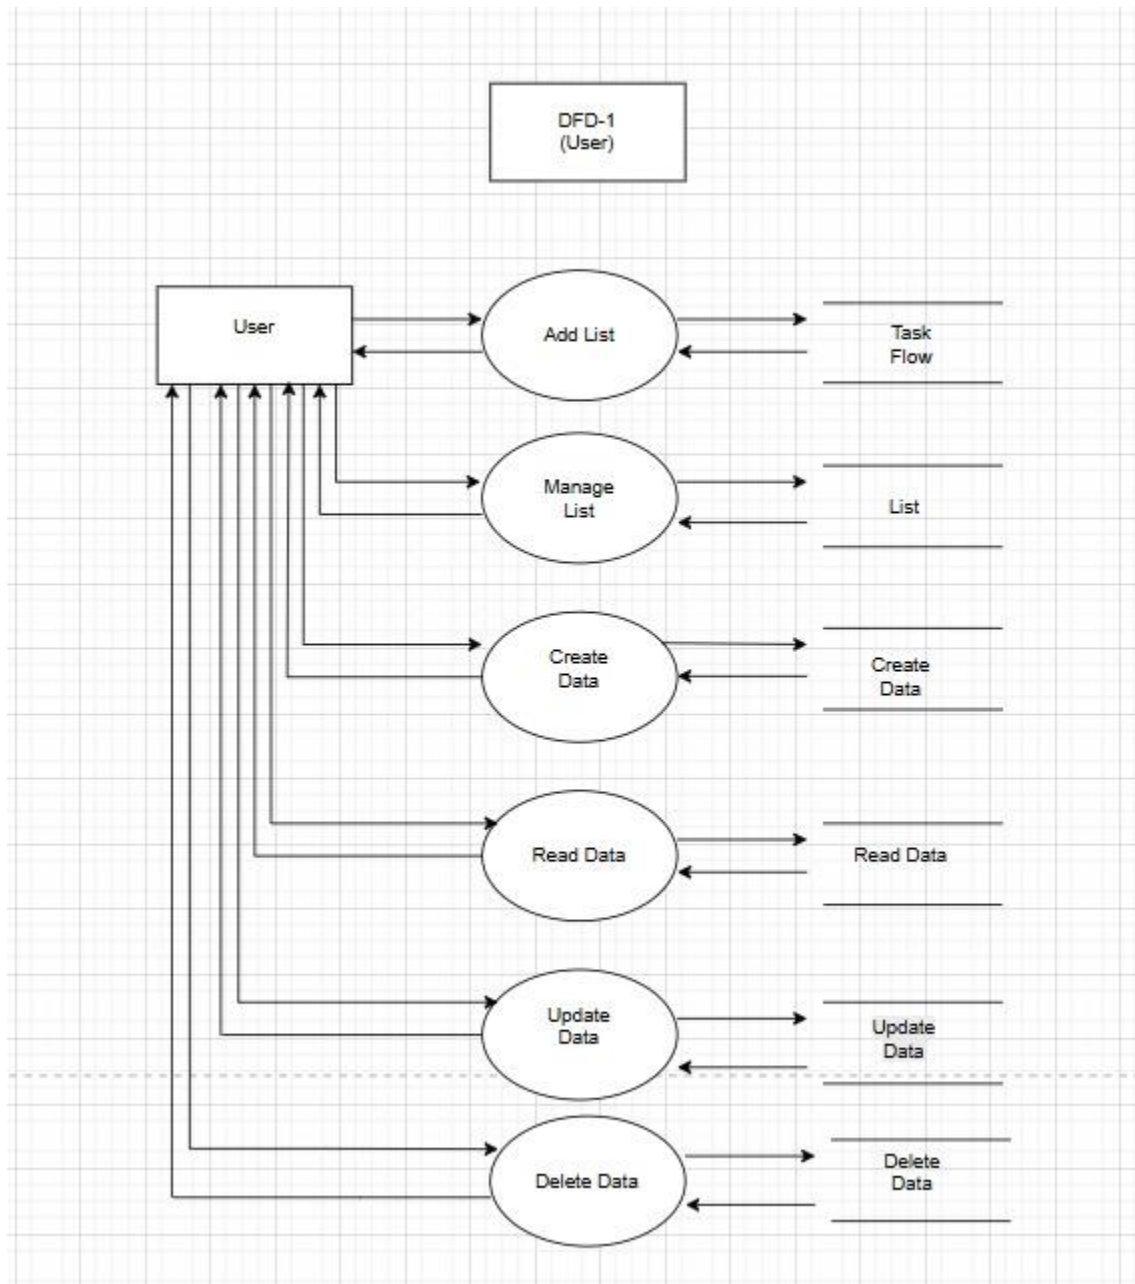 DFD-1
(User)
User
Add List
Task
Flow
Manage
List
List
Create
Data
Create
Data
Read Data
Read Data
Update
Data
Update
Data
Delete Data
Delete
Data